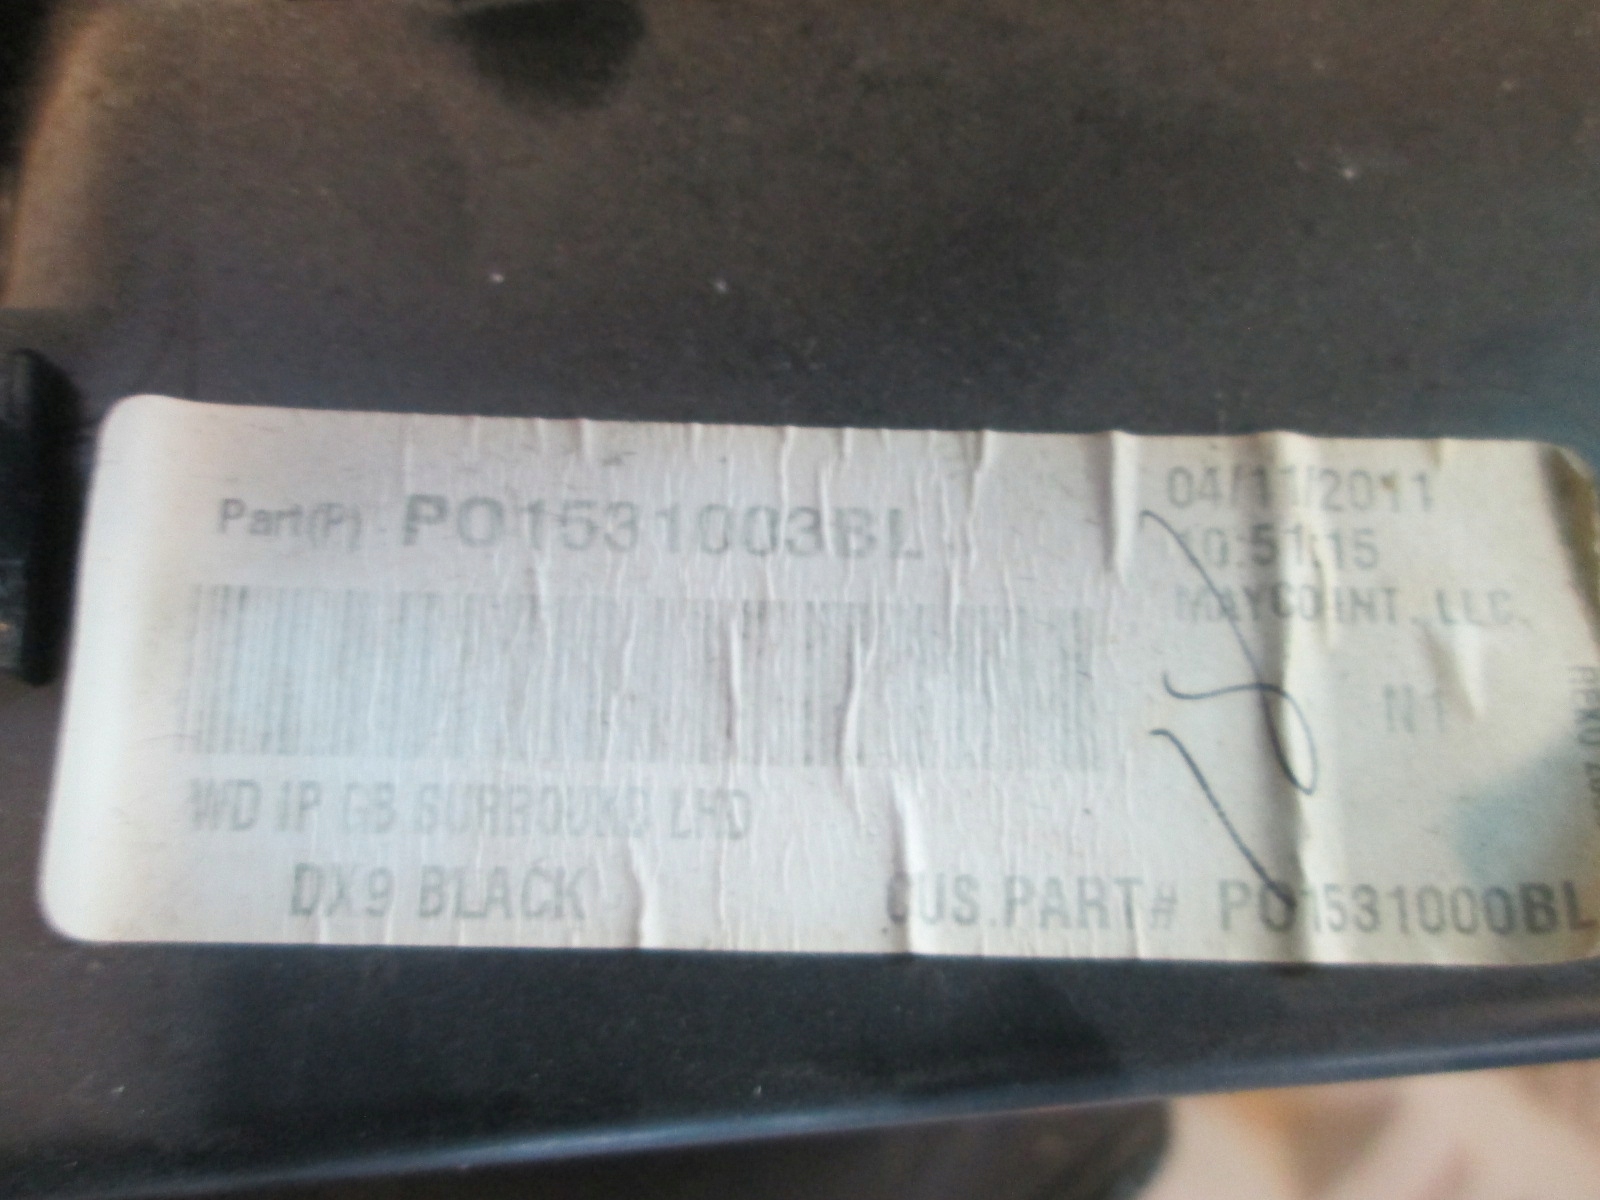 Part(P) PO1531003BL
04/11/2011
10:51:15
MAYCO INT. LLC.
N1
WD IP GB SURROUND LHD
DX9 BLACK
CUS.PART# PO1531000BL